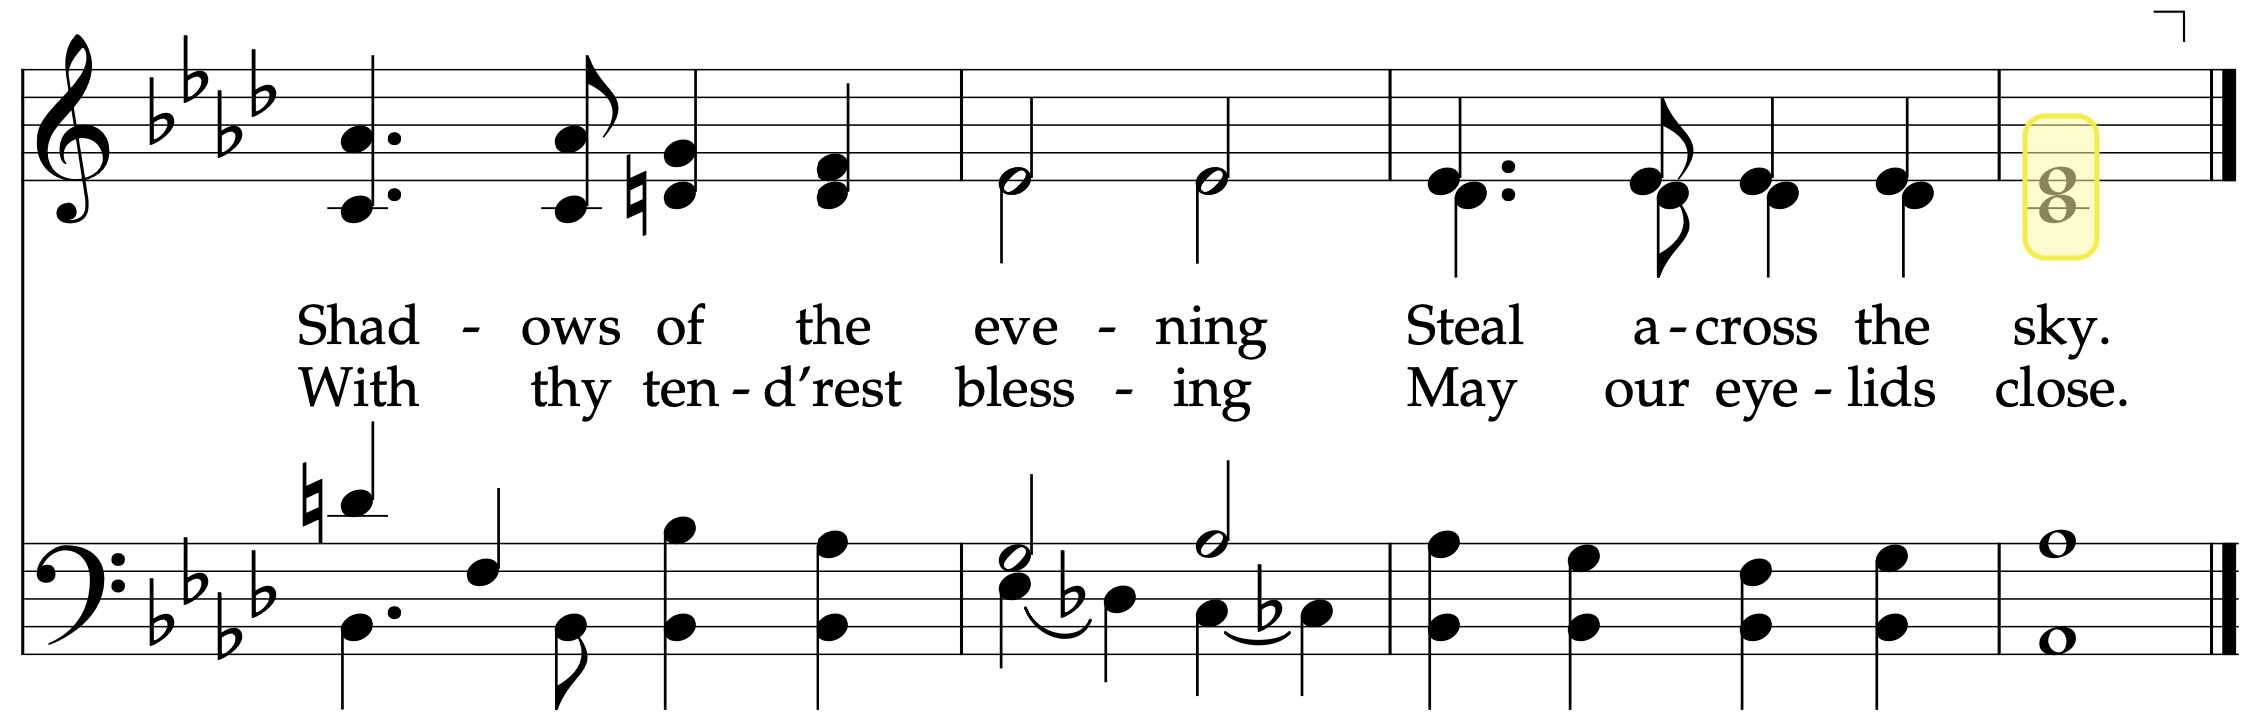 Shad - ows of the eve - ning Steal a - cross the sky.
With thy ten - d’rest bless - ing May our eye - lids close.